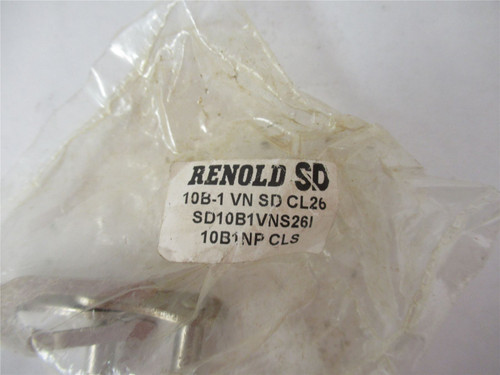 RENOLD SD
10B-1 VN SD CL26
SD10B1VNS26I
10B1NP CLS